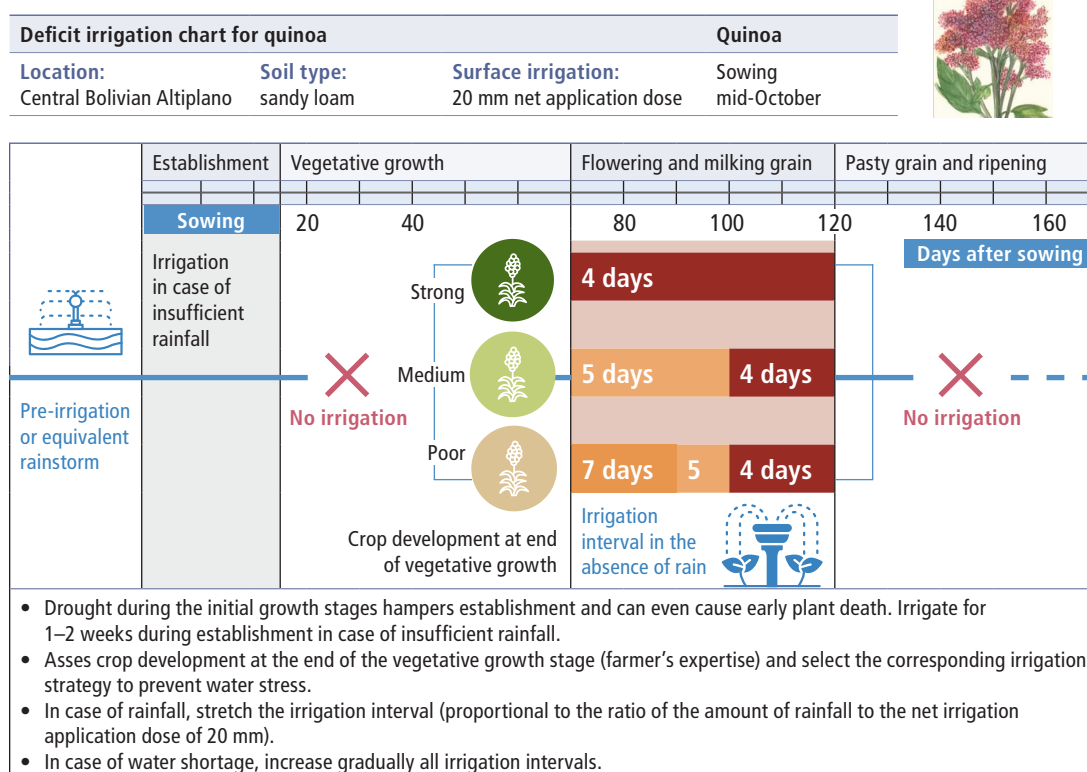 Deficit irrigation chart for quinoa
Quinoa
Location:
Central Bolivian Altiplano
Soil type:
sandy loam
Surface irrigation:
20 mm net application dose
Sowing
mid-October
Establishment
Vegetative growth
Flowering and milking grain
Pasty grain and ripening
Sowing
20
40
80
100
120
140
160
Days after sowing
Irrigation
in case of
insufficient
rainfall
Strong
4 days
Medium
5 days
4 days
No irrigation
No irrigation
Pre-irrigation
or equivalent
rainstorm
Poor
7 days
5
4 days
Crop development at end
of vegetative growth
Irrigation
interval in the
absence of rain
• Drought during the initial growth stages hampers establishment and can even cause early plant death. Irrigate for
1–2 weeks during establishment in case of insufficient rainfall.
• Asses crop development at the end of the vegetative growth stage (farmer's expertise) and select the corresponding irrigation
strategy to prevent water stress.
• In case of rainfall, stretch the irrigation interval (proportional to the ratio of the amount of rainfall to the net irrigation
application dose of 20 mm).
• In case of water shortage, increase gradually all irrigation intervals.